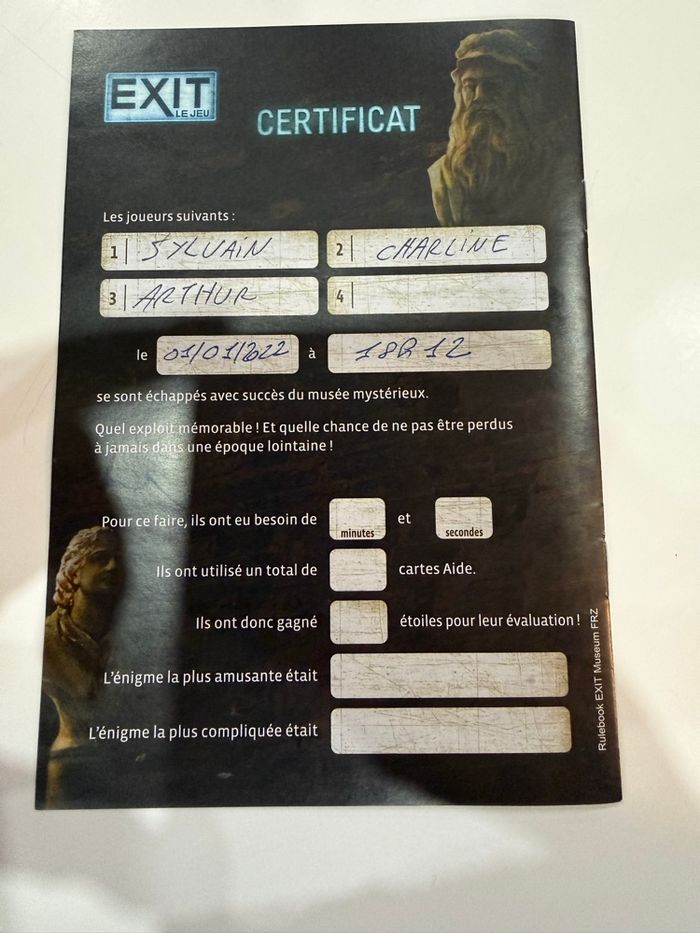 EXIT
LE JEU
CERTIFICAT
Les joueurs suivants :
1 SYLVAIN 2 CHARLINE
3 ARTHUR 4
le 01/01/2022 à 18h12
se sont échappés avec succès du musée mystérieux.
Quel exploit mémorable ! Et quelle chance de ne pas être perdus
à jamais dans une époque lointaine !
Pour ce faire, ils ont eu besoin de minutes et secondes
Ils ont utilisé un total de cartes Aide.
Ils ont donc gagné étoiles pour leur évaluation !
L'énigme la plus amusante était
L'énigme la plus compliquée était
Rulebook EXIT Museum FRZ